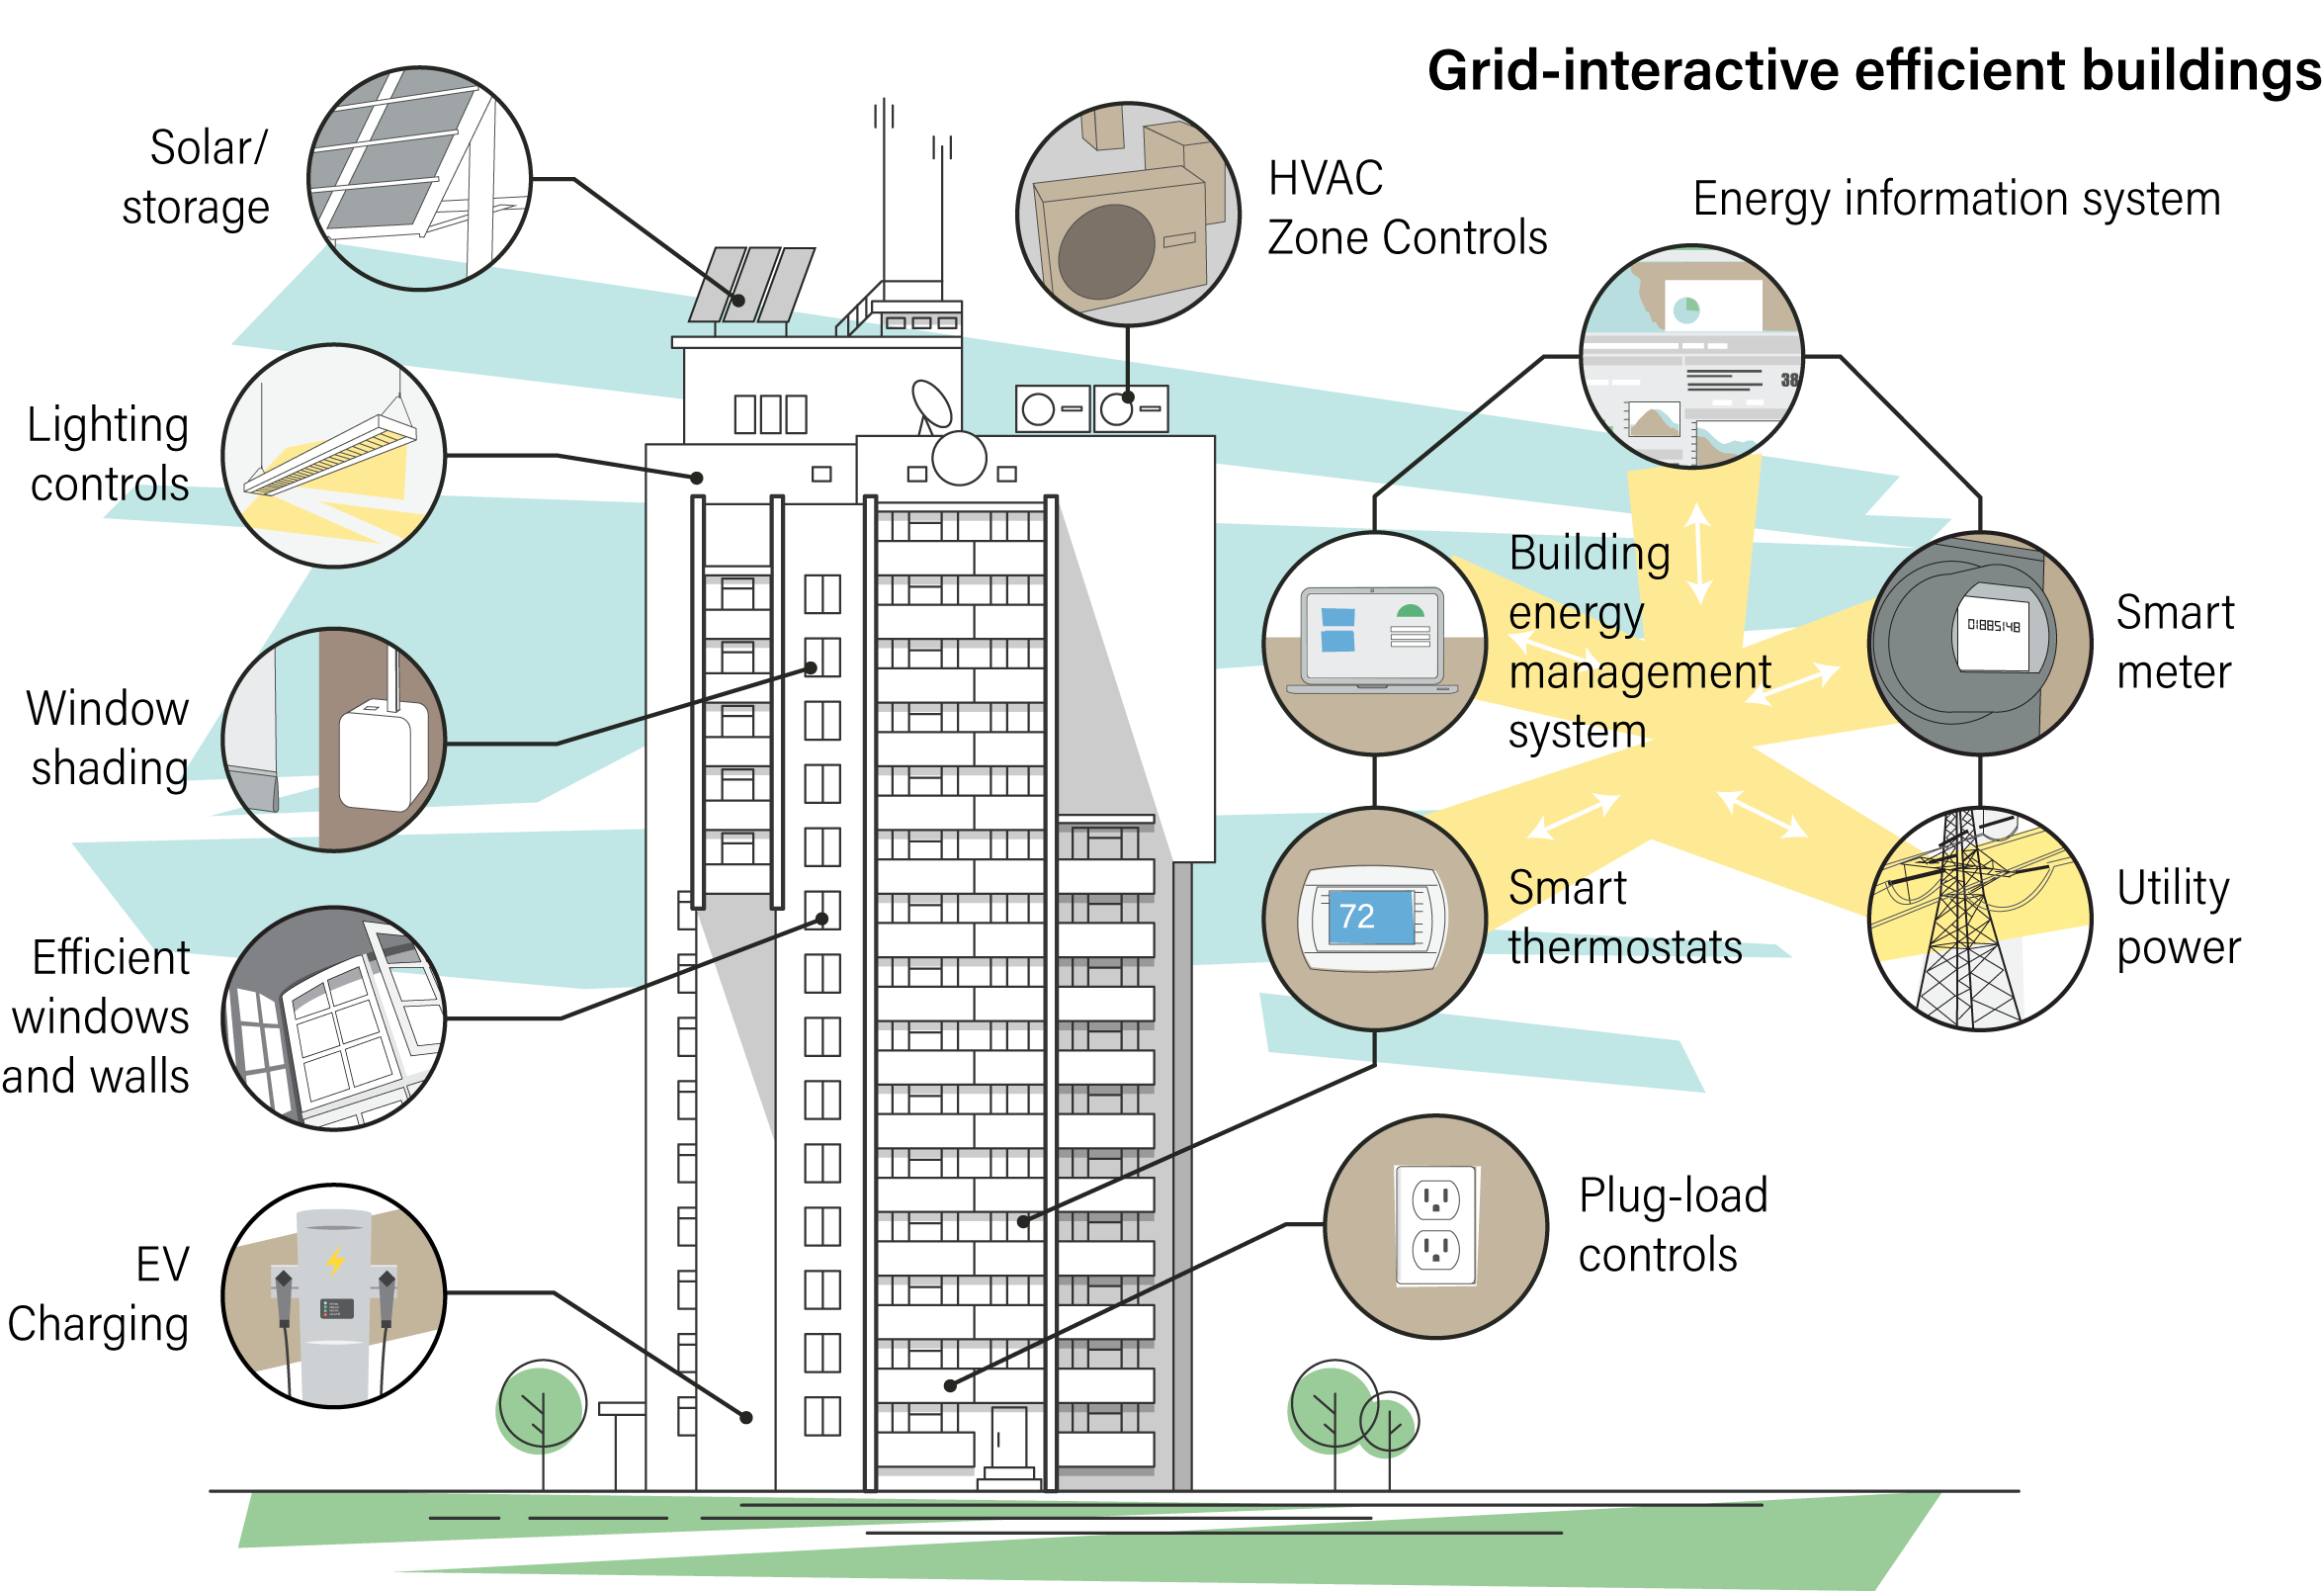 Grid-interactive efficient buildings
Solar/
storage
HVAC
Zone Controls
Energy information system
38
Lighting
controls
Building
energy
management
system
01885148
Smart
meter
Window
shading
72
Smart
thermostats
Utility
power
Efficient
windows
and walls
Plug-load
controls
EV
Charging